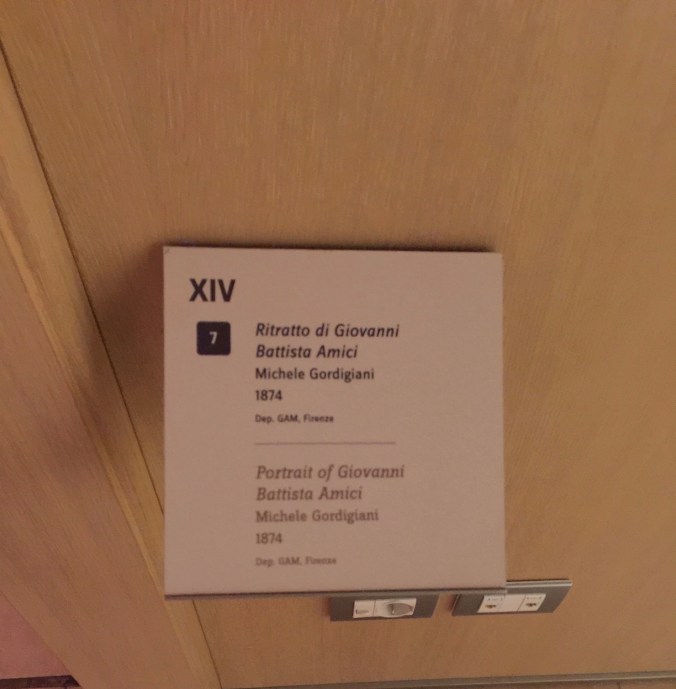 XIV
7
Ritratto di Giovanni
Battista Amici
Michele Gordigiani
1874
Dep. GAM, Firenze
Portrait of Giovanni
Battista Amici
Michele Gordigiani
1874
Dep. GAM, Firenze